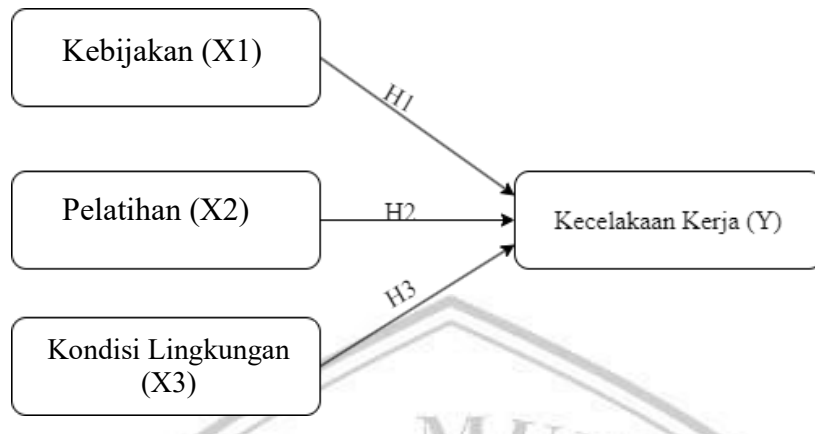 Kebijakan (X1)
H1
Pelatihan (X2)
H2
Kecelakaan Kerja (Y)
H3
Kondisi Lingkungan
(X3)